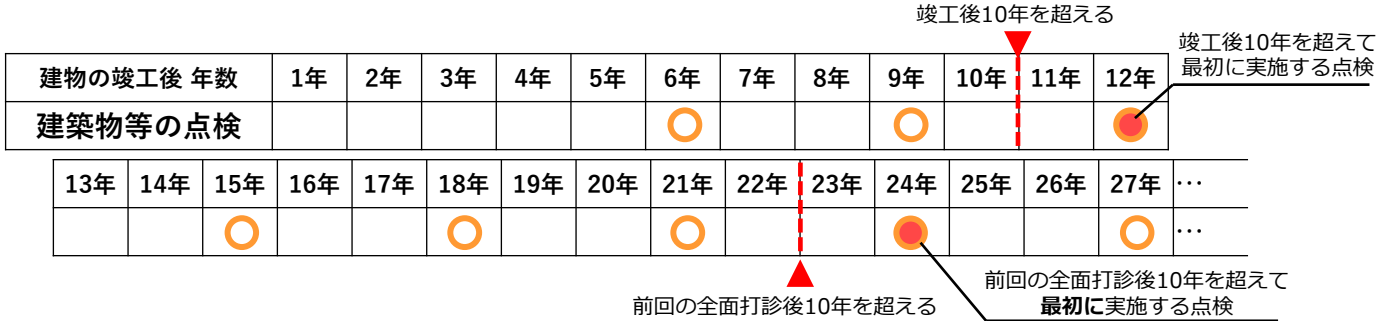 竣工後10年を超える
竣工後10年を超えて
最初に実施する点検
建物の竣工後 年数 1年 2年 3年 4年 5年 6年 7年 8年 9年 10年 11年 12年
建築物等の点検
13年 14年 15年 16年 17年 18年 19年 20年 21年 22年 23年 24年 25年 26年 27年 …
…
前回の全面打診後10年を超える
前回の全面打診後10年を超えて
最初に実施する点検